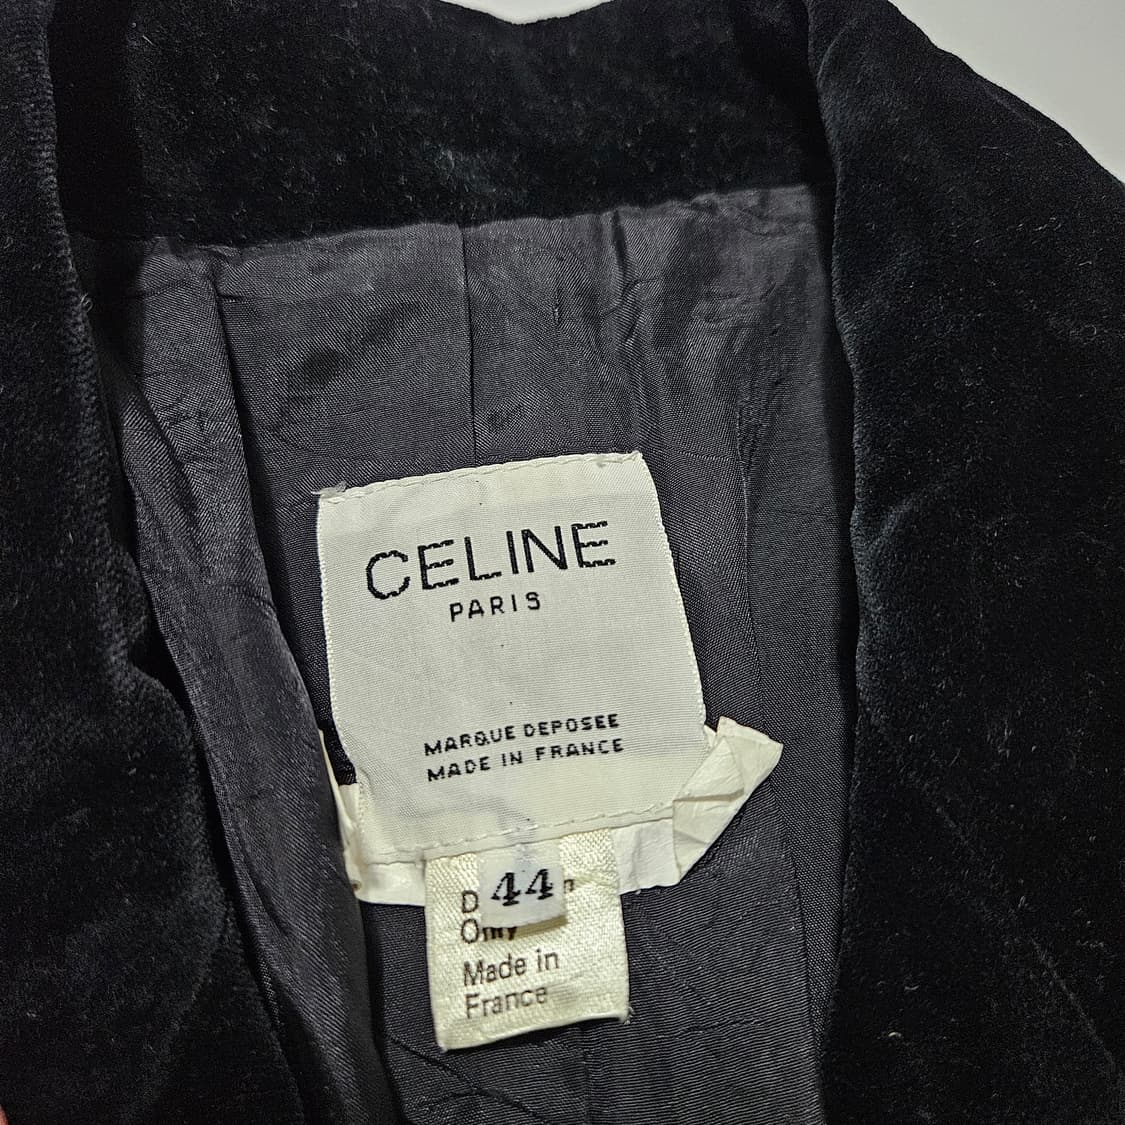 CELINE
PARIS
MARQUE DEPOSEE
MADE IN FRANCE
44
Only
Made in
France